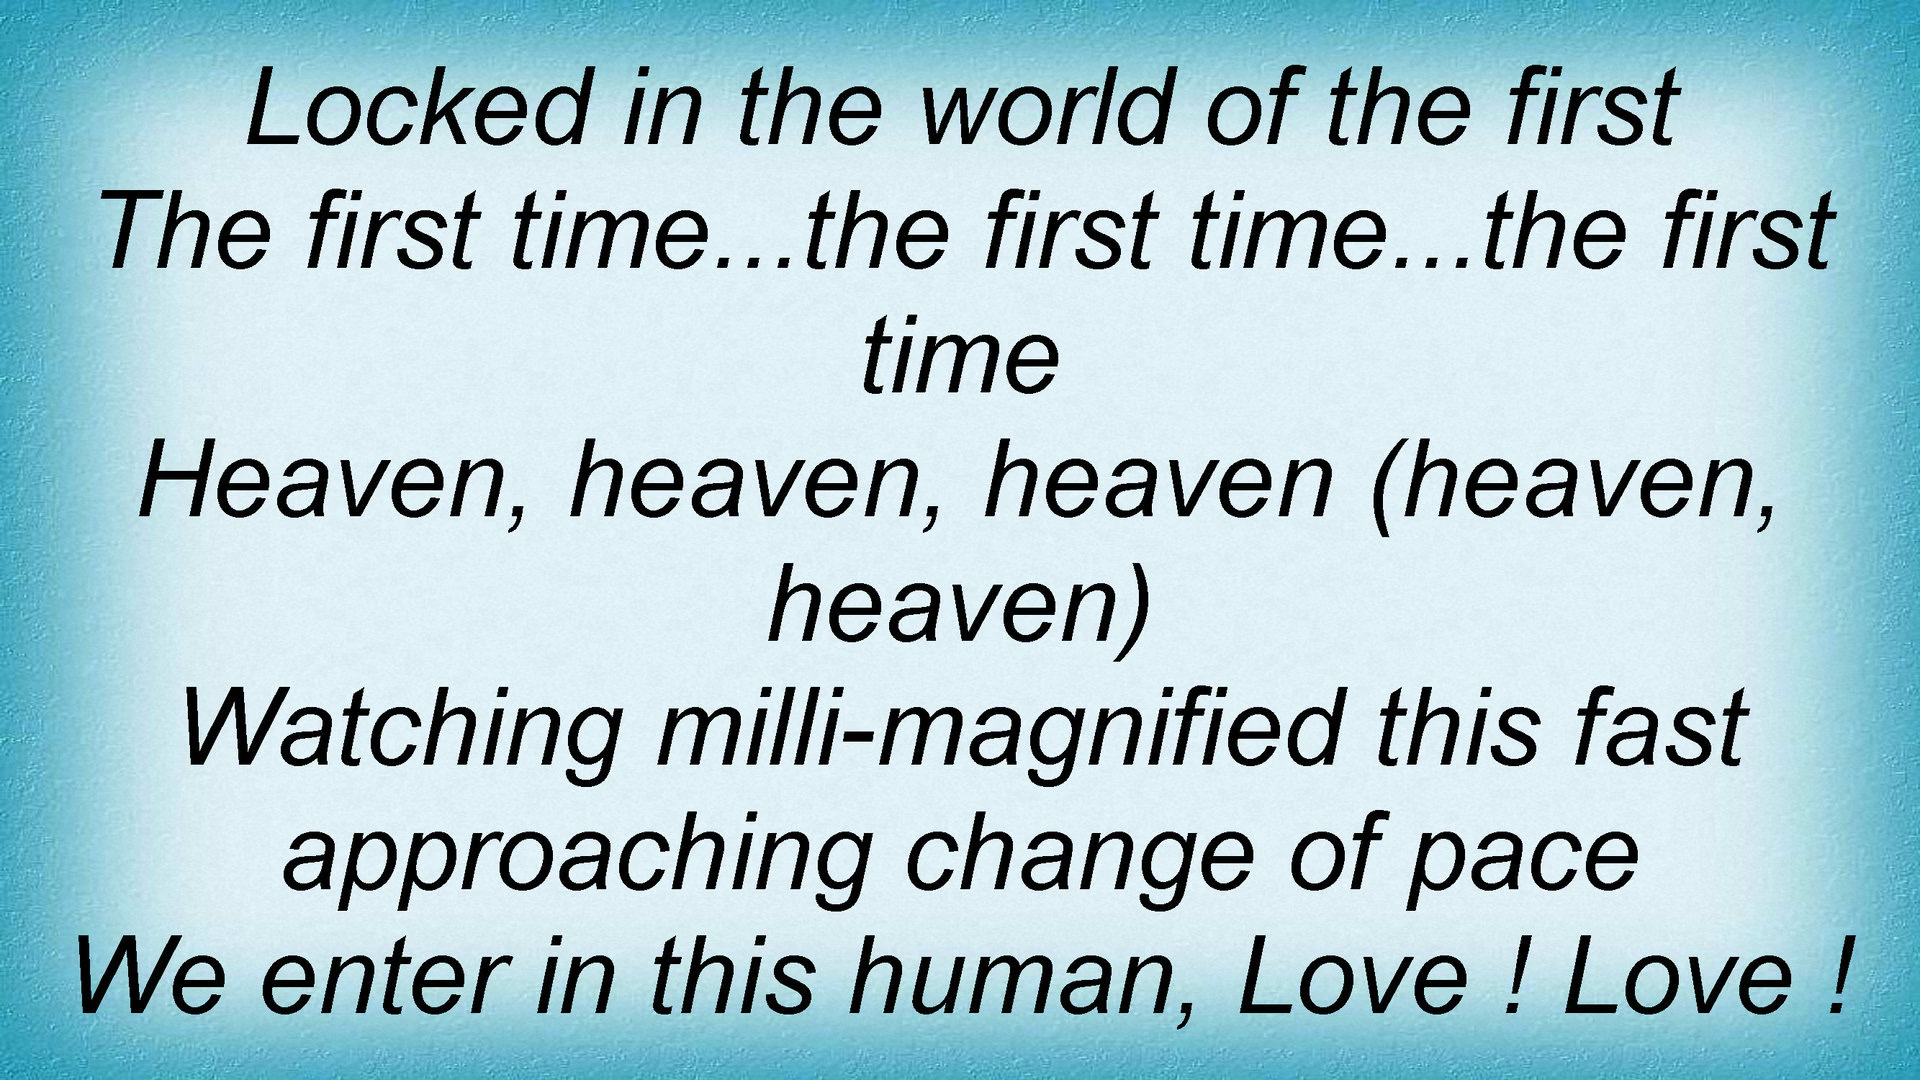 Locked in the world of the first
The first time...the first time...the first
time
Heaven, heaven, heaven (heaven,
heaven)
Watching milli-magnified this fast
approaching change of pace
We enter in this human, Love ! Love !